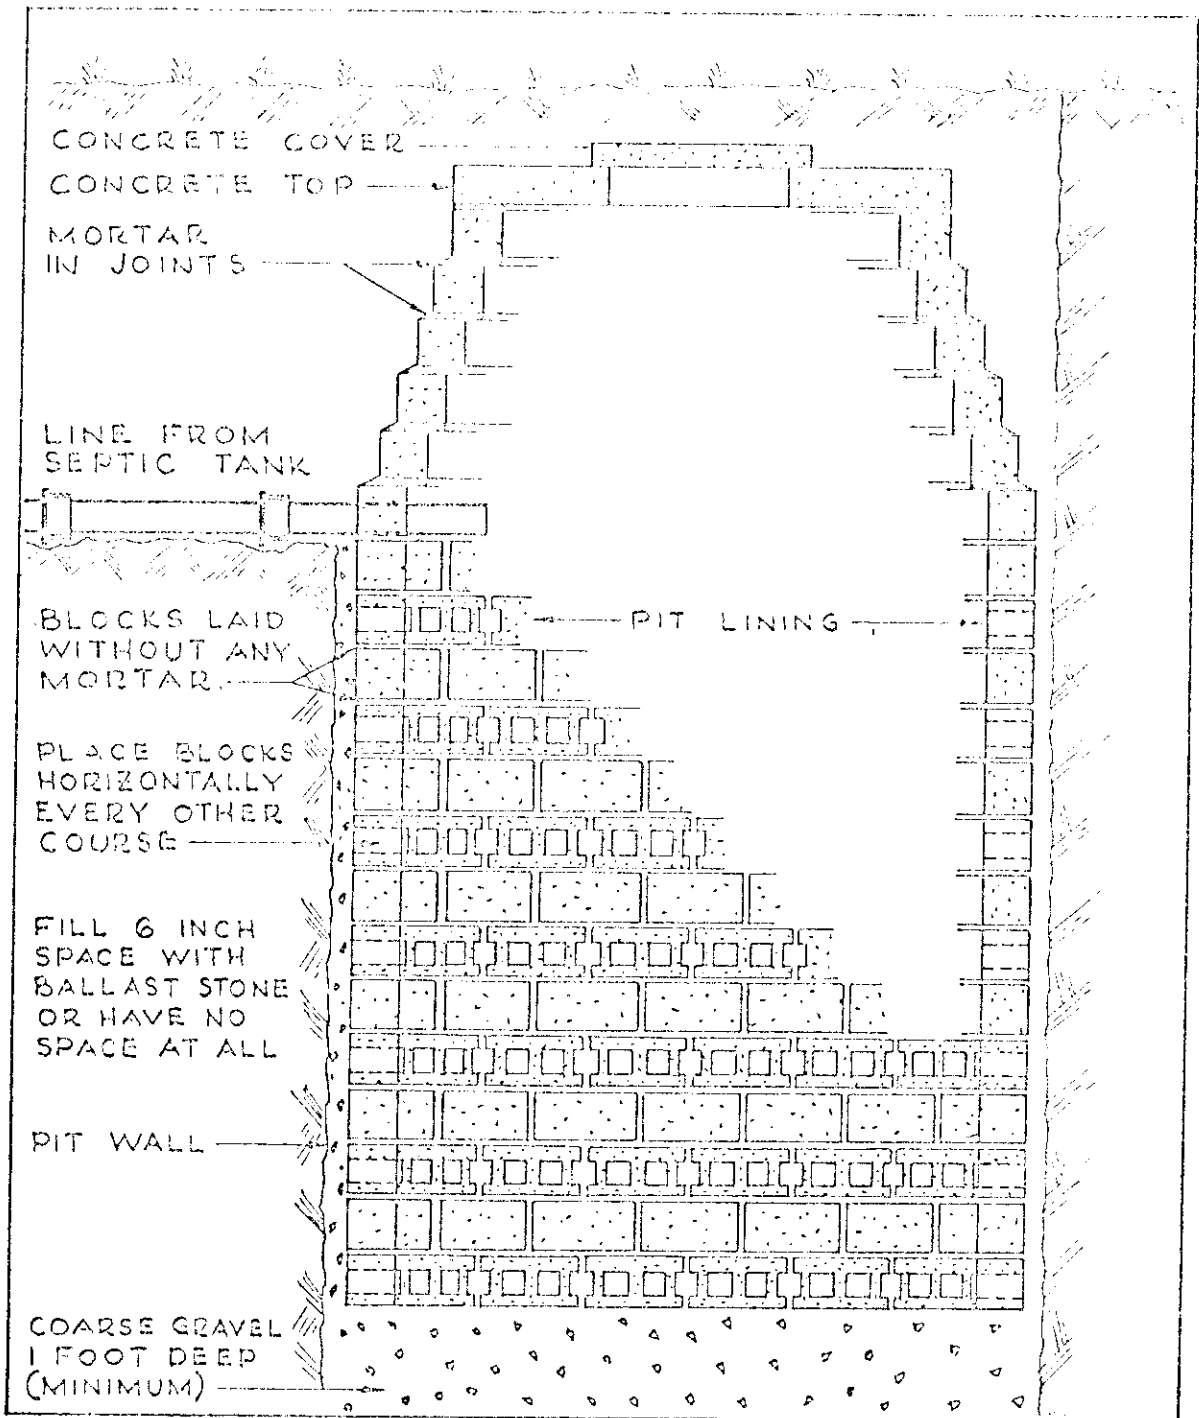 CONCRETE COVER
CONCRETE TOP
MORTAR
IN JOINTS
LINE FROM
SEPTIC TANK
BLOCKS LAID
WITHOUT ANY
MORTAR
PIT LINING
PLACE BLOCKS
HORIZONTALLY
EVERY OTHER
COURSE
FILL 6 INCH
SPACE WITH
BALLAST STONE
OR HAVE NO
SPACE AT ALL
PIT WALL
COARSE GRAVEL
1 FOOT DEEP
(MINIMUM)